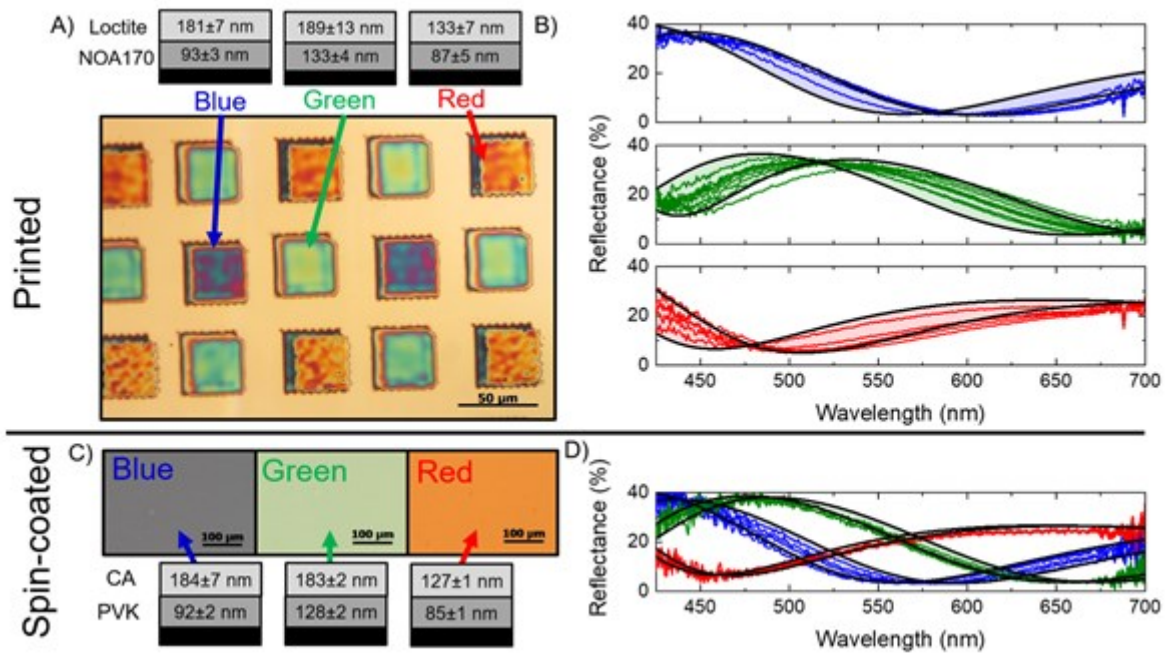 A)
Loctite 181±7 nm 189±13 nm 133±7 nm
NOA170 93±3 nm 133±4 nm 87±5 nm
Blue Green Red
50 µm
Printed
B)
40
20
0
40
20
0
40
20
0
Reflectance (%)
450 500 550 600 650 700
Wavelength (nm)
Spin-coated
C)
Blue Green Red
100 µm 100 µm 100 µm
CA 184±7 nm 183±2 nm 127±1 nm
PVK 92±2 nm 128±2 nm 85±1 nm
D)
40
20
0
Reflectance (%)
450 500 550 600 650 700
Wavelength (nm)